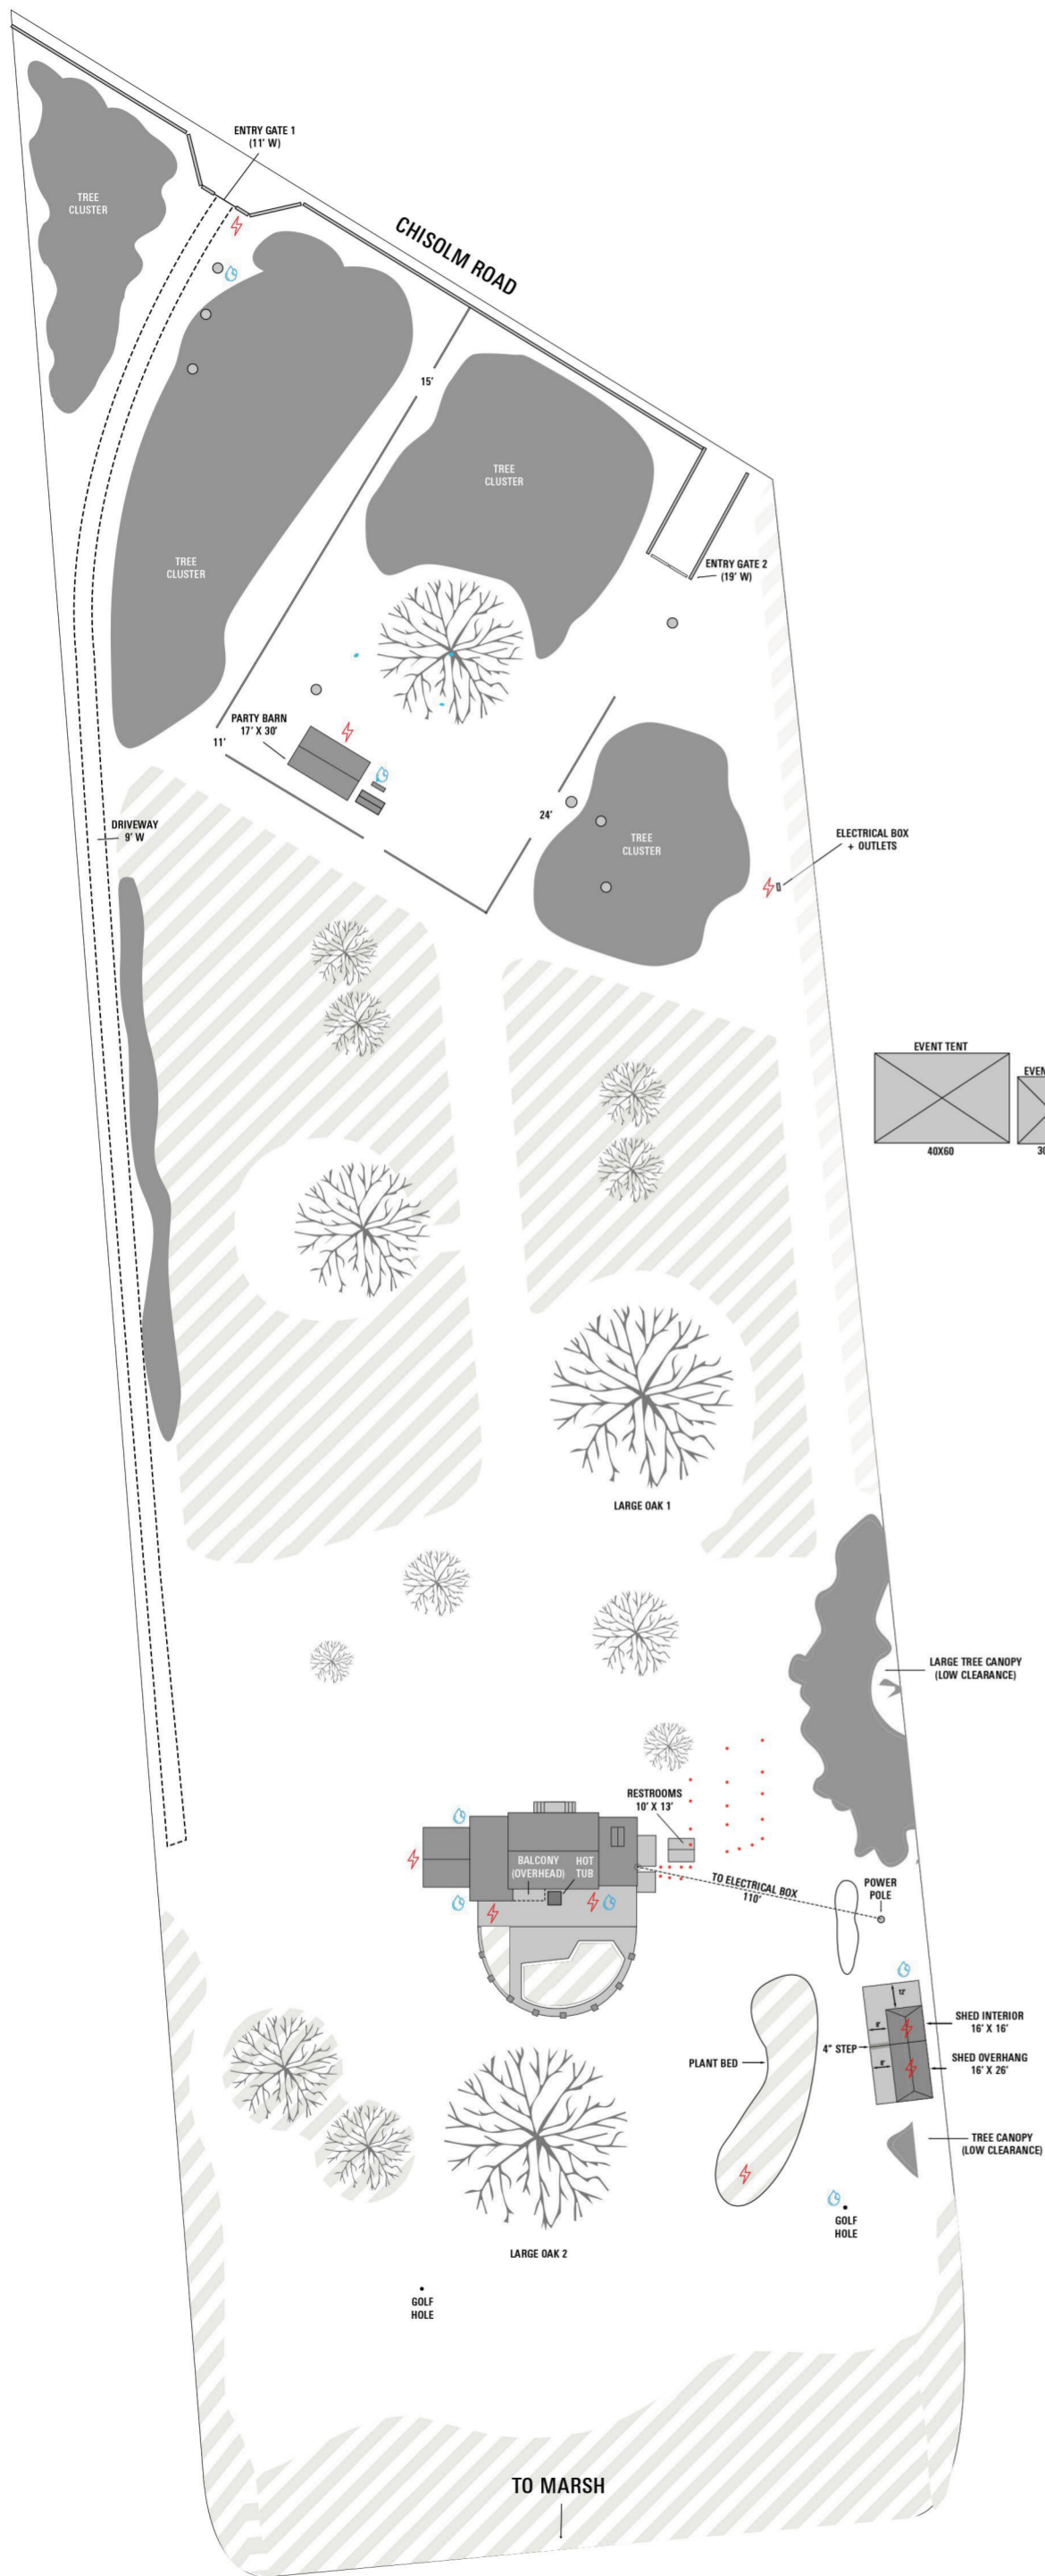 ENTRY GATE 1
(11' W)
TREE
CLUSTER
CHISOLM ROAD
15'
TREE
CLUSTER
TREE
CLUSTER
ENTRY GATE 2
(19' W)
PARTY BARN
17' X 30'
11'
24'
DRIVEWAY
9' W
TREE
CLUSTER
ELECTRICAL BOX
+ OUTLETS
EVENT TENT
EVEN
40X60
30
LARGE OAK 1
LARGE TREE CANOPY
(LOW CLEARANCE)
RESTROOMS
10' X 13'
BALCONY
(OVERHEAD)
HOT
TUB
TO ELECTRICAL BOX
110'
POWER
POLE
12'
8'
8'
SHED INTERIOR
16' X 16'
4" STEP
SHED OVERHANG
16' X 26'
PLANT BED
TREE CANOPY
(LOW CLEARANCE)
GOLF
HOLE
LARGE OAK 2
GOLF
HOLE
TO MARSH